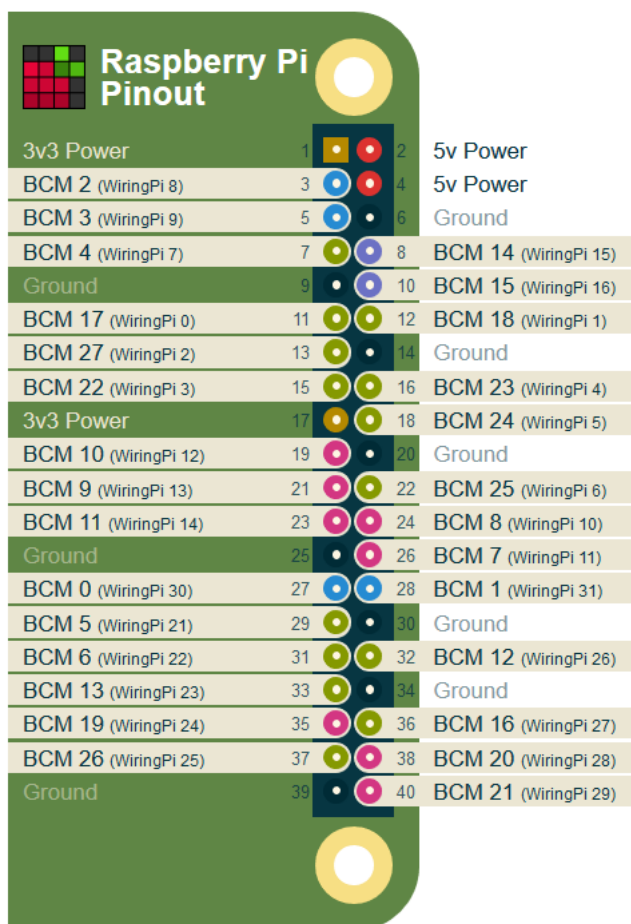 Raspberry Pi
Pinout
3v3 Power 1 2 5v Power
BCM 2 (WiringPi 8) 3 4 5v Power
BCM 3 (WiringPi 9) 5 6 Ground
BCM 4 (WiringPi 7) 7 8 BCM 14 (WiringPi 15)
Ground 9 10 BCM 15 (WiringPi 16)
BCM 17 (WiringPi 0) 11 12 BCM 18 (WiringPi 1)
BCM 27 (WiringPi 2) 13 14 Ground
BCM 22 (WiringPi 3) 15 16 BCM 23 (WiringPi 4)
3v3 Power 17 18 BCM 24 (WiringPi 5)
BCM 10 (WiringPi 12) 19 20 Ground
BCM 9 (WiringPi 13) 21 22 BCM 25 (WiringPi 6)
BCM 11 (WiringPi 14) 23 24 BCM 8 (WiringPi 10)
Ground 25 26 BCM 7 (WiringPi 11)
BCM 0 (WiringPi 30) 27 28 BCM 1 (WiringPi 31)
BCM 5 (WiringPi 21) 29 30 Ground
BCM 6 (WiringPi 22) 31 32 BCM 12 (WiringPi 26)
BCM 13 (WiringPi 23) 33 34 Ground
BCM 19 (WiringPi 24) 35 36 BCM 16 (WiringPi 27)
BCM 26 (WiringPi 25) 37 38 BCM 20 (WiringPi 28)
Ground 39 40 BCM 21 (WiringPi 29)